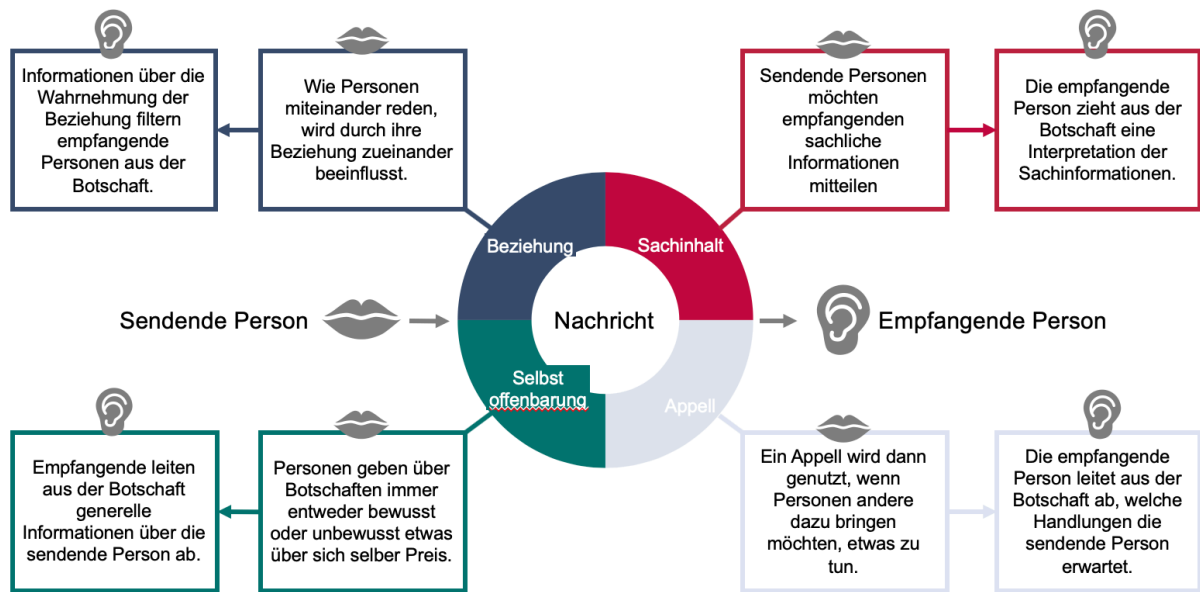 Informationen über die
Wahrnehmung der
Beziehung filtern
empfangende
Personen aus der
Botschaft.
Wie Personen
miteinander reden,
wird durch ihre
Beziehung zueinander
beeinflusst.
Sendende Personen
möchten
empfangenden
sachliche
Informationen
mitteilen
Die empfangende
Person zieht aus der
Botschaft eine
Interpretation der
Sachinformationen.
Beziehung
Sachinhalt
Sendende Person
Nachricht
Empfangende Person
Selbst
offenbarung
Appell
Empfangende leiten
aus der Botschaft
generelle
Informationen über die
sendende Person ab.
Personen geben über
Botschaften immer
entweder bewusst
oder unbewusst etwas
über sich selber Preis.
Ein Appell wird dann
genutzt, wenn
Personen andere
dazu bringen
möchten, etwas zu
tun.
Die empfangende
Person leitet aus der
Botschaft ab, welche
Handlungen die
sendende Person
erwartet.